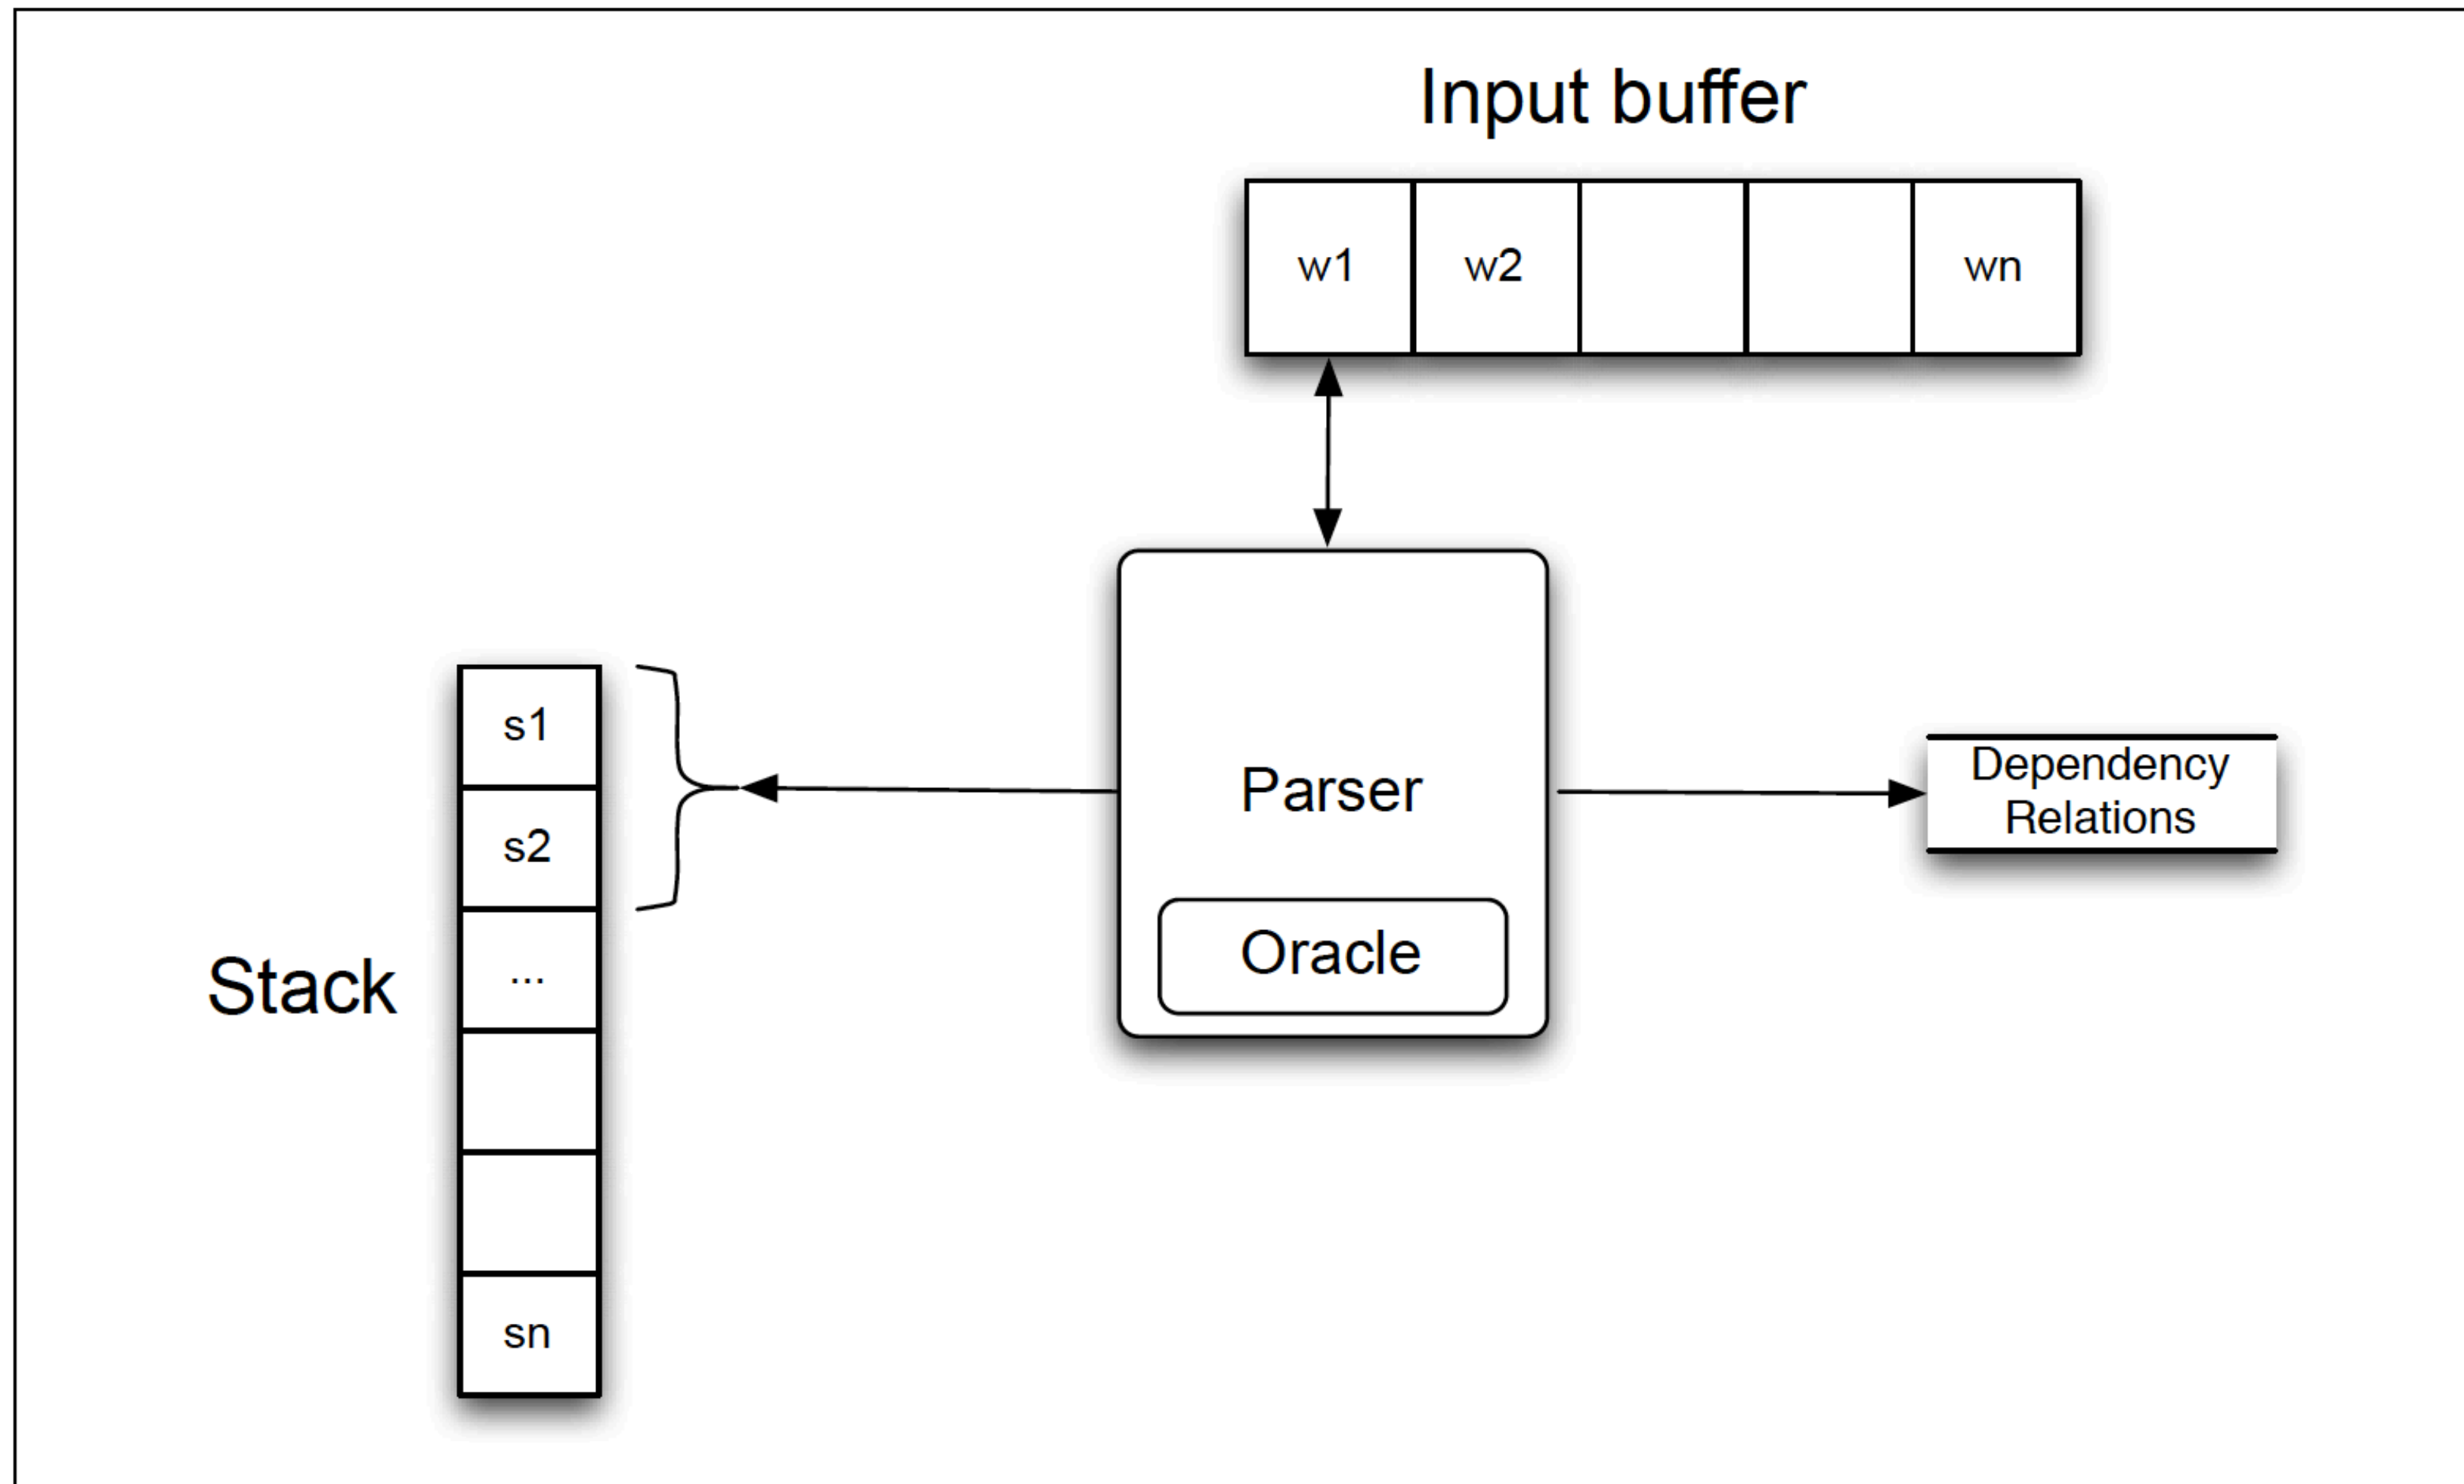 Input buffer
w1
w2
wn
s1
s2
...
sn
Stack
Parser
Oracle
Dependency
Relations